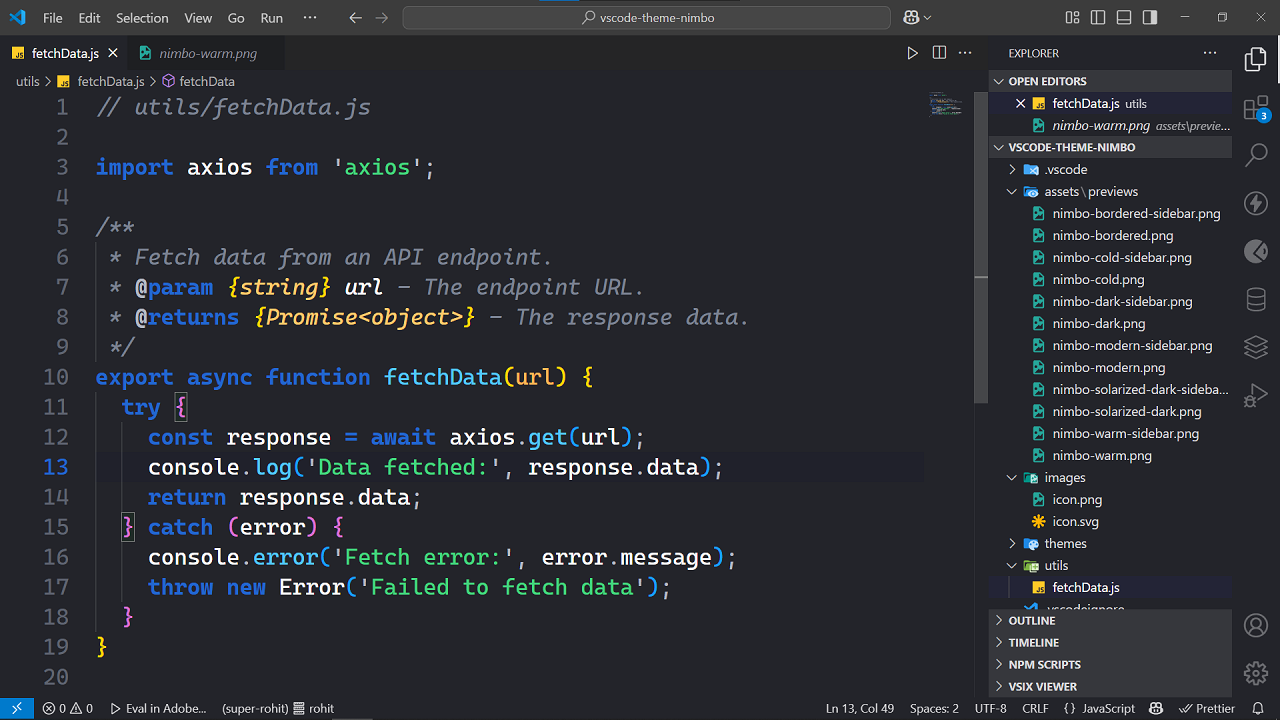 File Edit Selection View Go Run ··· vscode-theme-nimbo
fetchData.js nimbo-warm.png
utils > fetchData.js > fetchData
1 // utils/fetchData.js
2
3 import axios from 'axios';
4
5 /**
6 * Fetch data from an API endpoint.
7 * @param {string} url - The endpoint URL.
8 * @returns {Promise<object>} - The response data.
9 */
10 export async function fetchData(url) {
11 try {
12 const response = await axios.get(url);
13 console.log('Data fetched:', response.data);
14 return response.data;
15 } catch (error) {
16 console.error('Fetch error:', error.message);
17 throw new Error('Failed to fetch data');
18 }
19 }
20
EXPLORER
OPEN EDITORS
fetchData.js utils
nimbo-warm.png assets\previe...
VSCODE-THEME-NIMBO
.vscode
assets\previews
nimbo-bordered-sidebar.png
nimbo-bordered.png
nimbo-cold-sidebar.png
nimbo-cold.png
nimbo-dark-sidebar.png
nimbo-dark.png
nimbo-modern-sidebar.png
nimbo-modern.png
nimbo-solarized-dark-sideba...
nimbo-solarized-dark.png
nimbo-warm-sidebar.png
nimbo-warm.png
images
icon.png
icon.svg
themes
utils
fetchData.js
.vscodeignore
OUTLINE
TIMELINE
NPM SCRIPTS
VSIX VIEWER
3
0 0 Eval in Adobe... (super-rohit) rohit Ln 13, Col 49 Spaces: 2 UTF-8 CRLF {} JavaScript Prettier